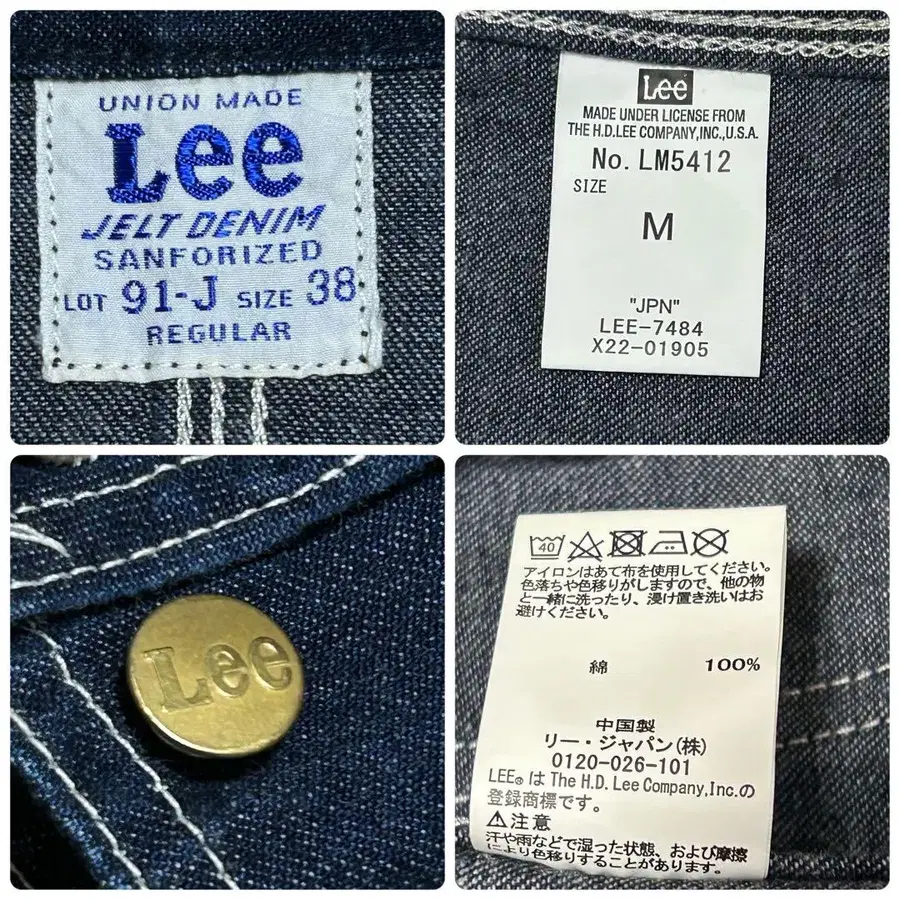 UNION MADE
Lee
JELT DENIM
SANFORIZED
LOT 91-J SIZE 38
REGULAR
Lee
MADE UNDER LICENSE FROM
THE H.D.LEE COMPANY,INC.,U.S.A.
No. LM5412
SIZE
M
"JPN"
LEE-7484
X22-01905
Lee
40
アイロンはあて布を使用してください。
色落ちや色移りがしますので、他の物
と一緒に洗ったり、浸け置き洗いはお
避けください。
綿 100%
中国製
リー・ジャパン(株)
0120-026-101
LEE® は The H.D. Lee Company,Inc.の
登録商標です。
⚠注意
汗や雨などで湿った状態、および摩擦
により色移りすることがあります。